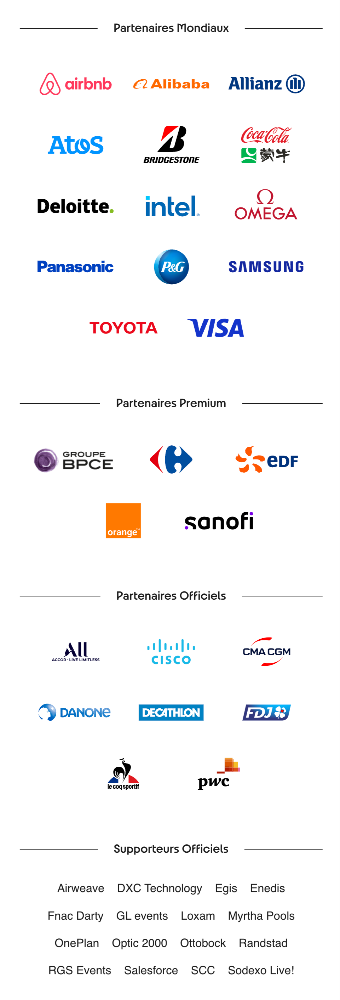 Partenaires Mondiaux
airbnb Alibaba Allianz
Atos BRIDGESTONE Coca-Cola
蒙牛
Deloitte. intel® Ω OMEGA
Panasonic P&G SAMSUNG
TOYOTA VISA
Partenaires Premium
GROUPE
BPCE
eDF
orange™ sanofi
Partenaires Officiels
All
ACCOR · LIVE LIMITLESS
CISCO
CMA CGM
DANONE DECATHLON FDJ
le coq sportif pwc
Supporteurs Officiels
Airweave DXC Technology Egis Enedis
Fnac Darty GL events Loxam Myrtha Pools
OnePlan Optic 2000 Ottobock Randstad
RGS Events Salesforce SCC Sodexo Live!